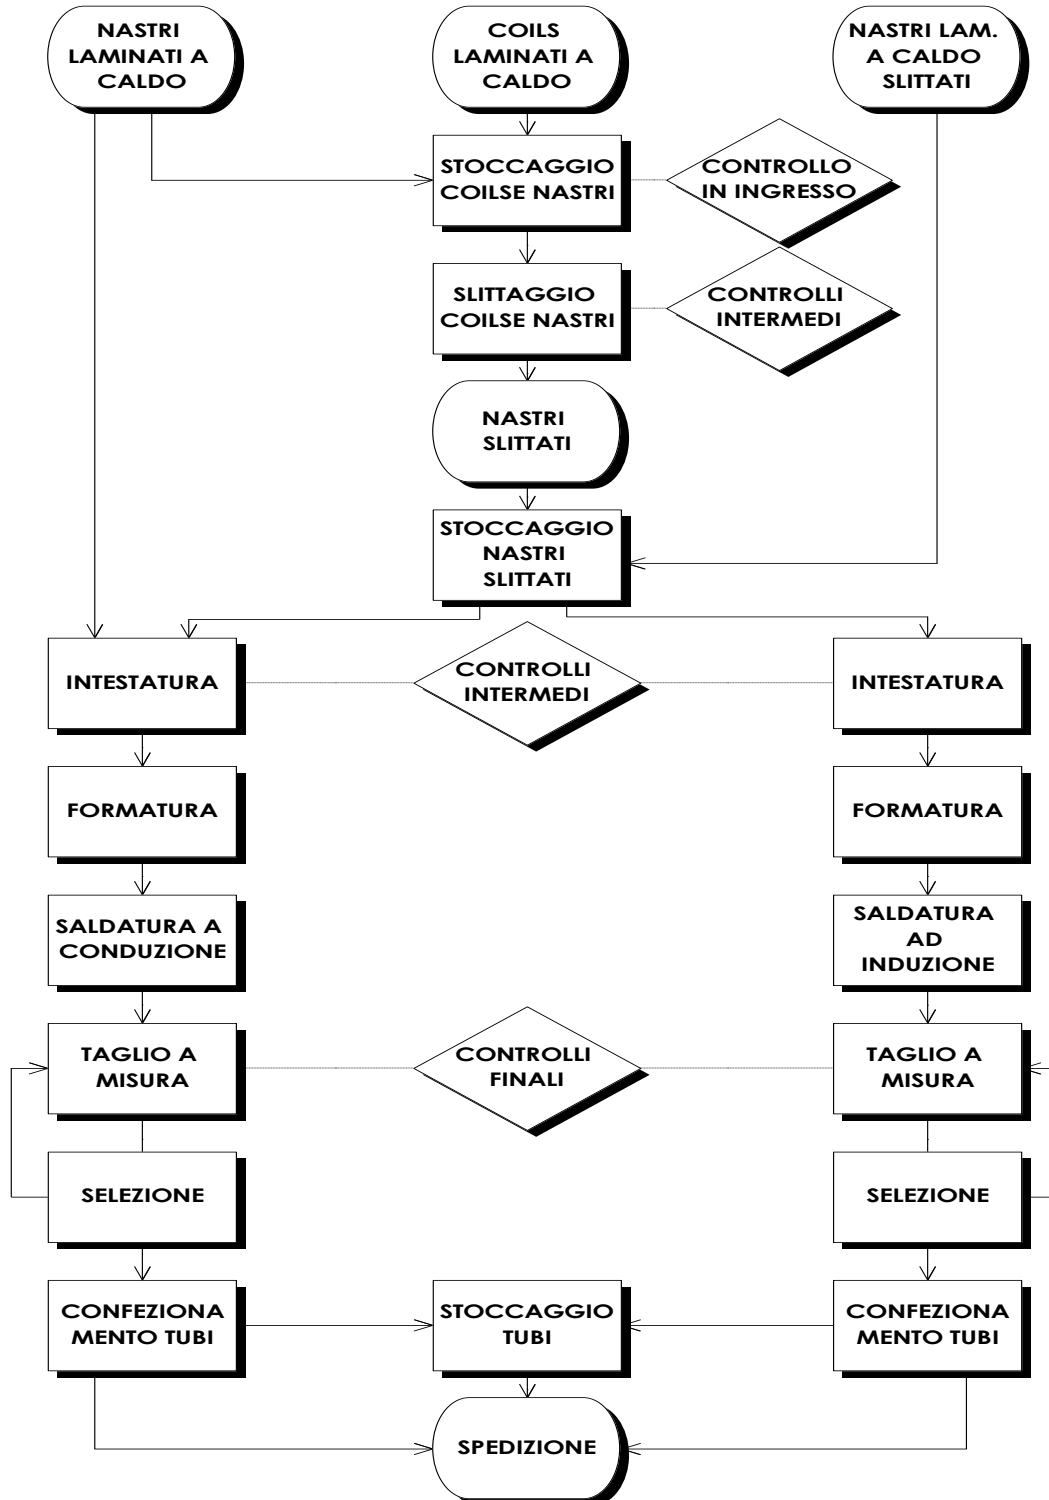 NASTRI
LAMINATI A
CALDO
COILS
LAMINATI A
CALDO
NASTRI LAM.
A CALDO
SLITTATI
STOCCAGGIO
COILSE NASTRI
CONTROLLO
IN INGRESSO
SLITTAGGIO
COILSE NASTRI
CONTROLLI
INTERMEDI
NASTRI
SLITTATI
STOCCAGGIO
NASTRI
SLITTATI
INTESTATURA
CONTROLLI
INTERMEDI
INTESTATURA
FORMATURA
FORMATURA
SALDATURA A
CONDUZIONE
SALDATURA
AD
INDUZIONE
TAGLIO A
MISURA
CONTROLLI
FINALI
TAGLIO A
MISURA
SELEZIONE
SELEZIONE
CONFEZIONA
MENTO TUBI
STOCCAGGIO
TUBI
CONFEZIONA
MENTO TUBI
SPEDIZIONE